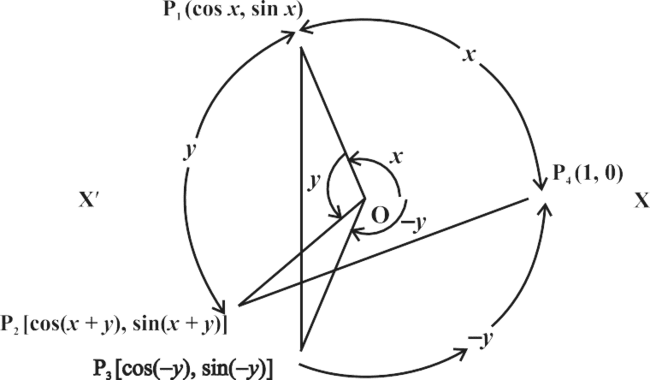 P₁ (cos x, sin x)
x
y
x
y
P₄ (1, 0)
X′
O
X
–y
P₂ [cos(x + y), sin(x + y)]
–y
P₃ [cos(–y), sin(–y)]